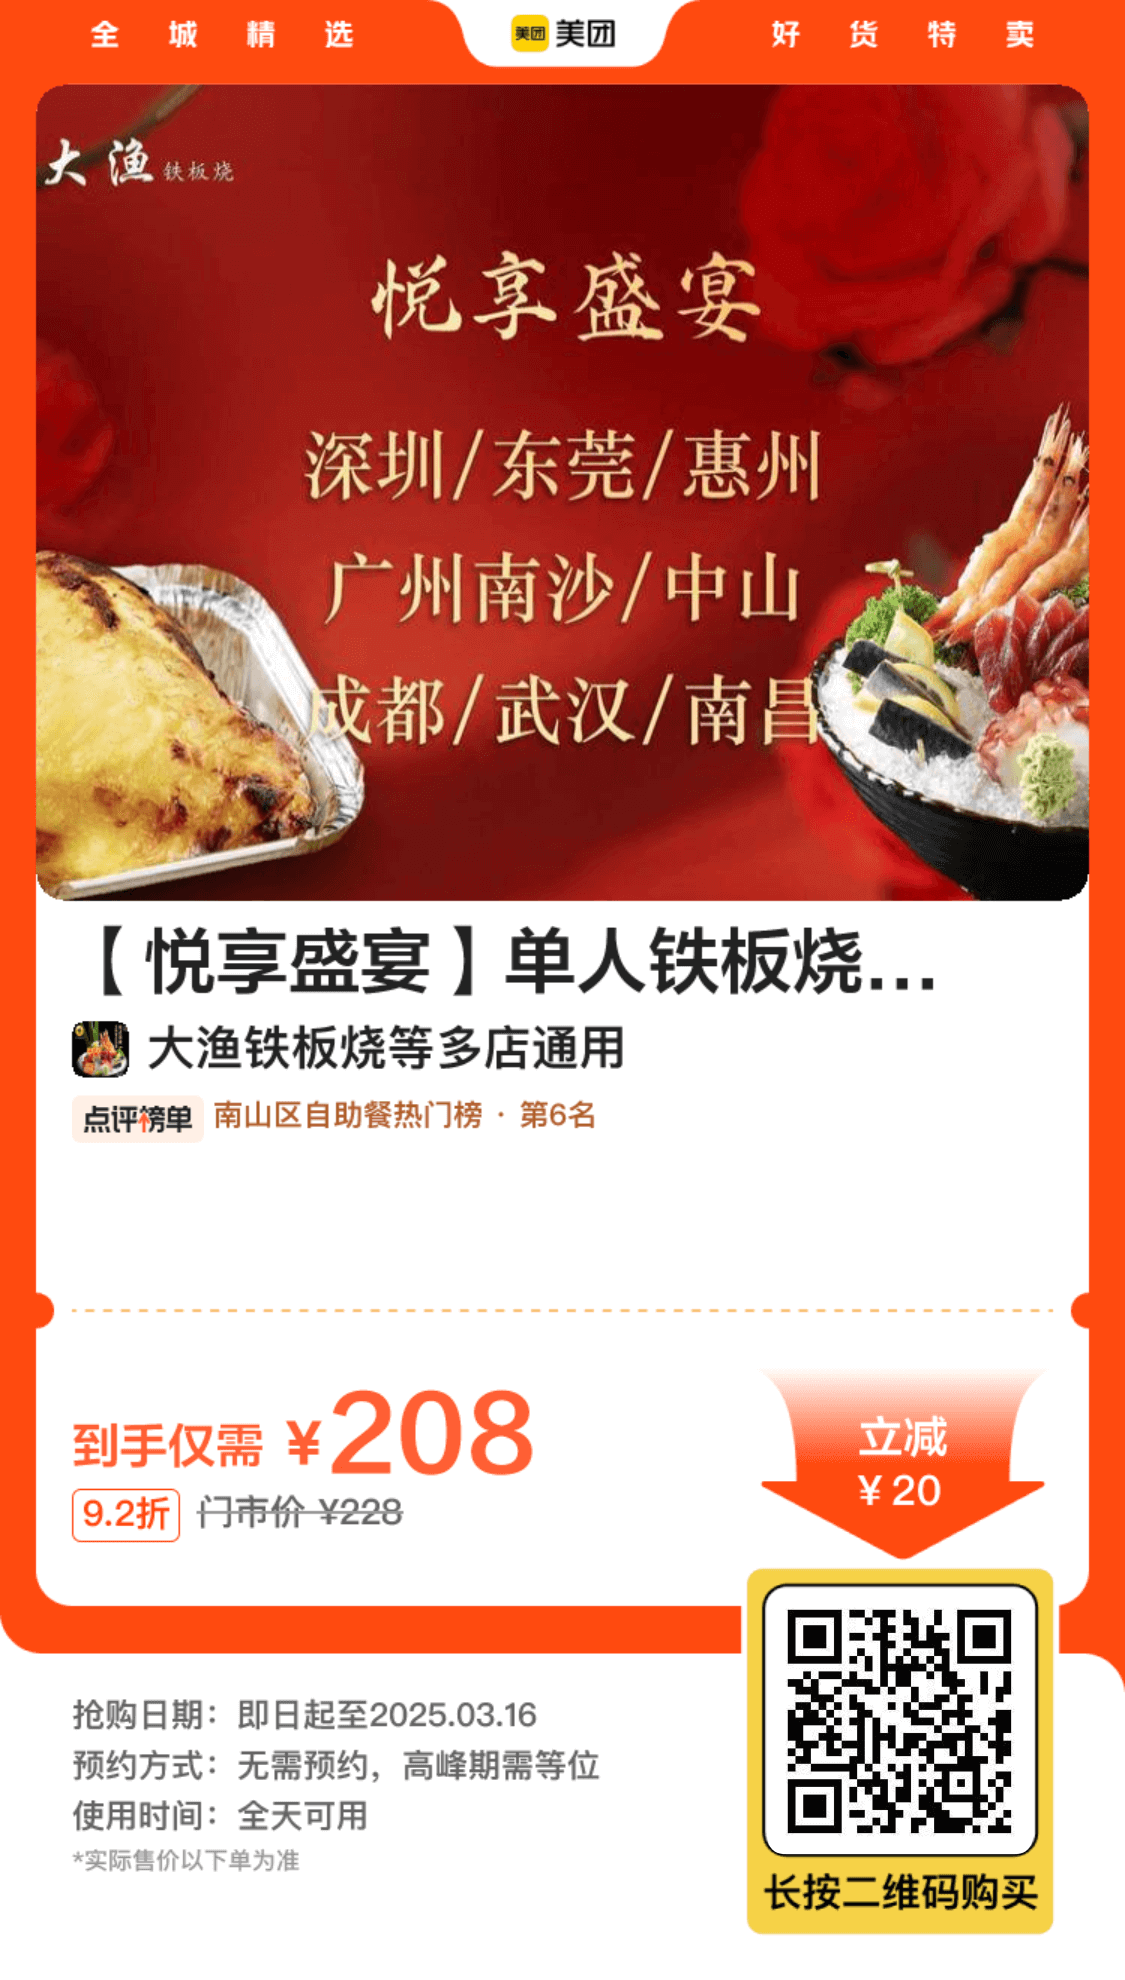 全城精选
美团 美团
好货特卖
大渔铁板烧
悦享盛宴
深圳/东莞/惠州
广州南沙/中山
成都/武汉/南昌
【悦享盛宴】单人铁板烧...
大渔铁板烧等多店通用
点评榜单 南山区自助餐热门榜 · 第6名
到手仅需 ¥208
9.2折 门市价 ¥228
立减
¥20
抢购日期：即日起至2025.03.16
预约方式：无需预约，高峰期需等位
使用时间：全天可用
*实际售价以下单为准
长按二维码购买